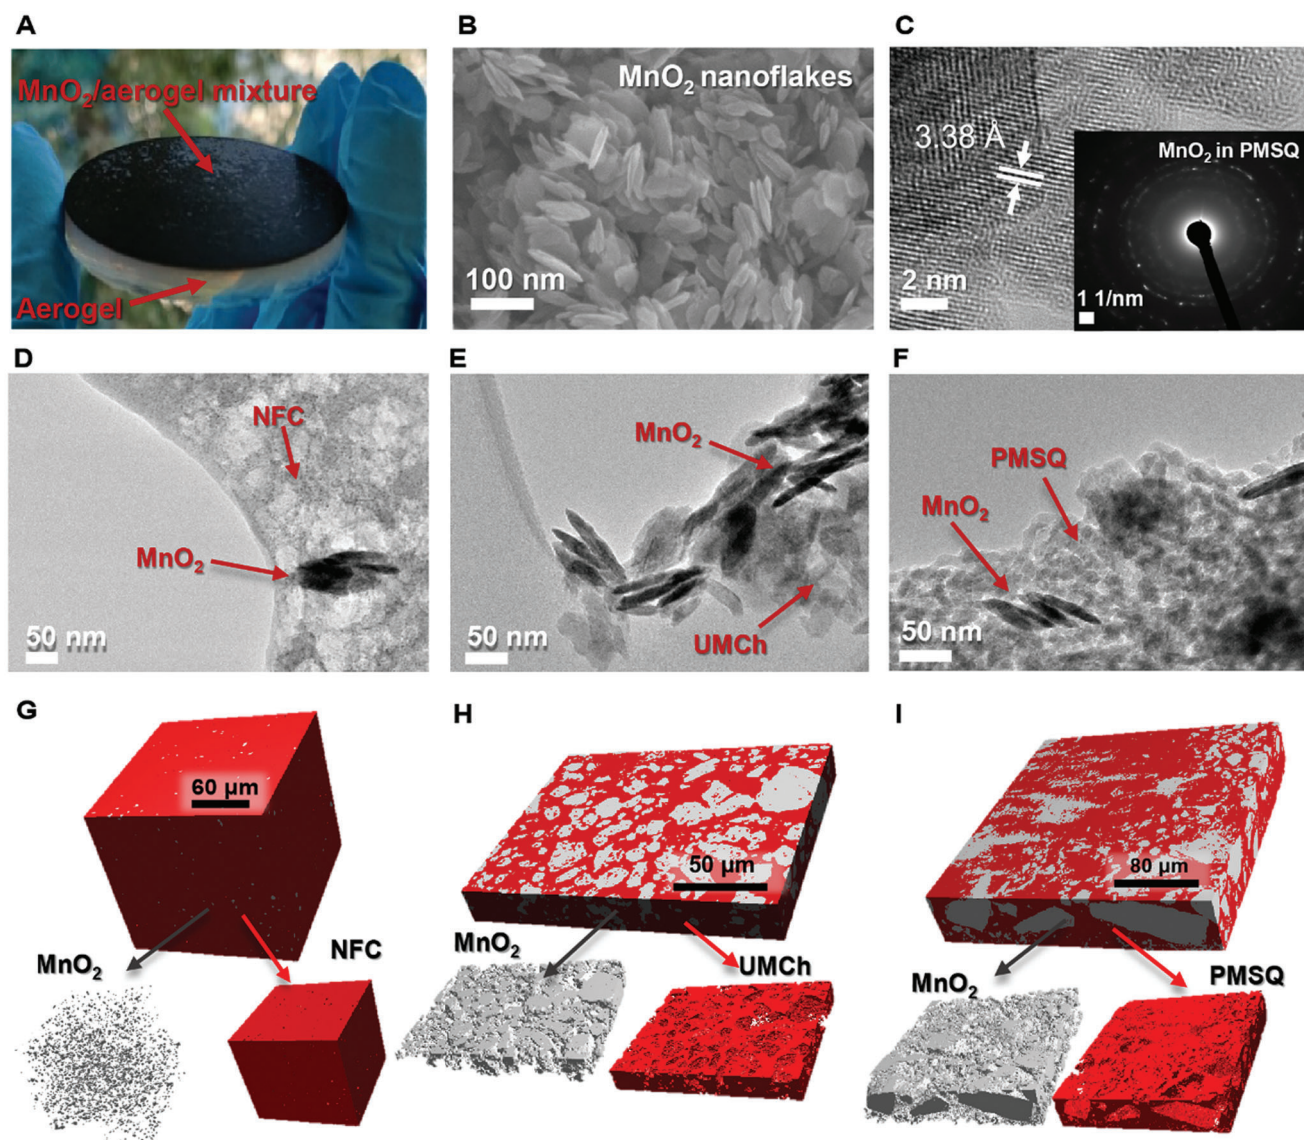 A
MnO2/aerogel mixture
Aerogel
B
MnO2 nanoflakes
100 nm
C
3.38 Å
MnO2 in PMSQ
2 nm
1 1/nm
D
NFC
MnO2
50 nm
E
MnO2
UMCh
50 nm
F
PMSQ
MnO2
50 nm
G
60 µm
MnO2
NFC
H
50 µm
MnO2
UMCh
I
80 µm
MnO2
PMSQ